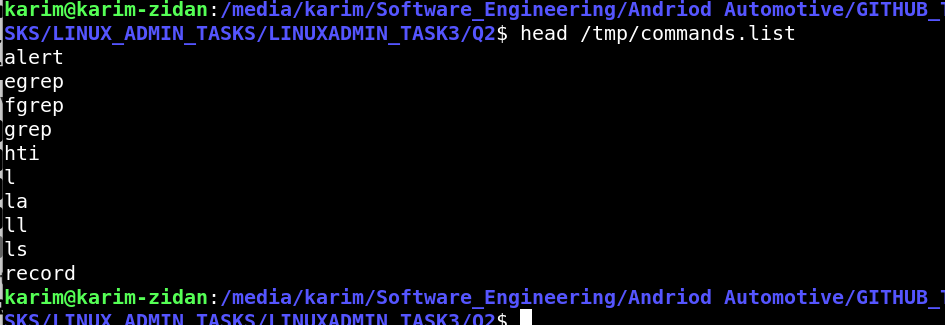 karim@karim-zidan:/media/karim/Software_Engineering/Andriod Automotive/GITHUB_T
SKS/LINUX_ADMIN_TASKS/LINUXADMIN_TASK3/Q2$ head /tmp/commands.list
alert
egrep
fgrep
grep
hti
l
la
ll
ls
record
karim@karim-zidan:/media/karim/Software_Engineering/Andriod Automotive/GITHUB_T
SKS/LINUX_ADMIN_TASKS/LINUXADMIN_TASK3/Q2$